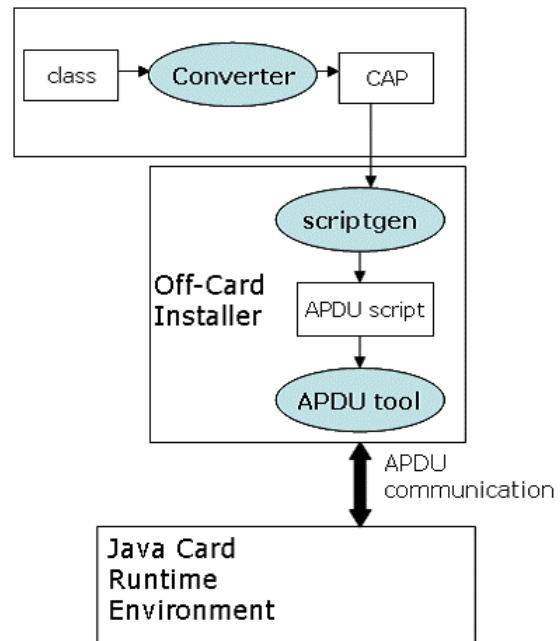 class
Converter
CAP
scriptgen
Off-Card
Installer
APDU script
APDU tool
APDU
communication
Java Card
Runtime
Environment